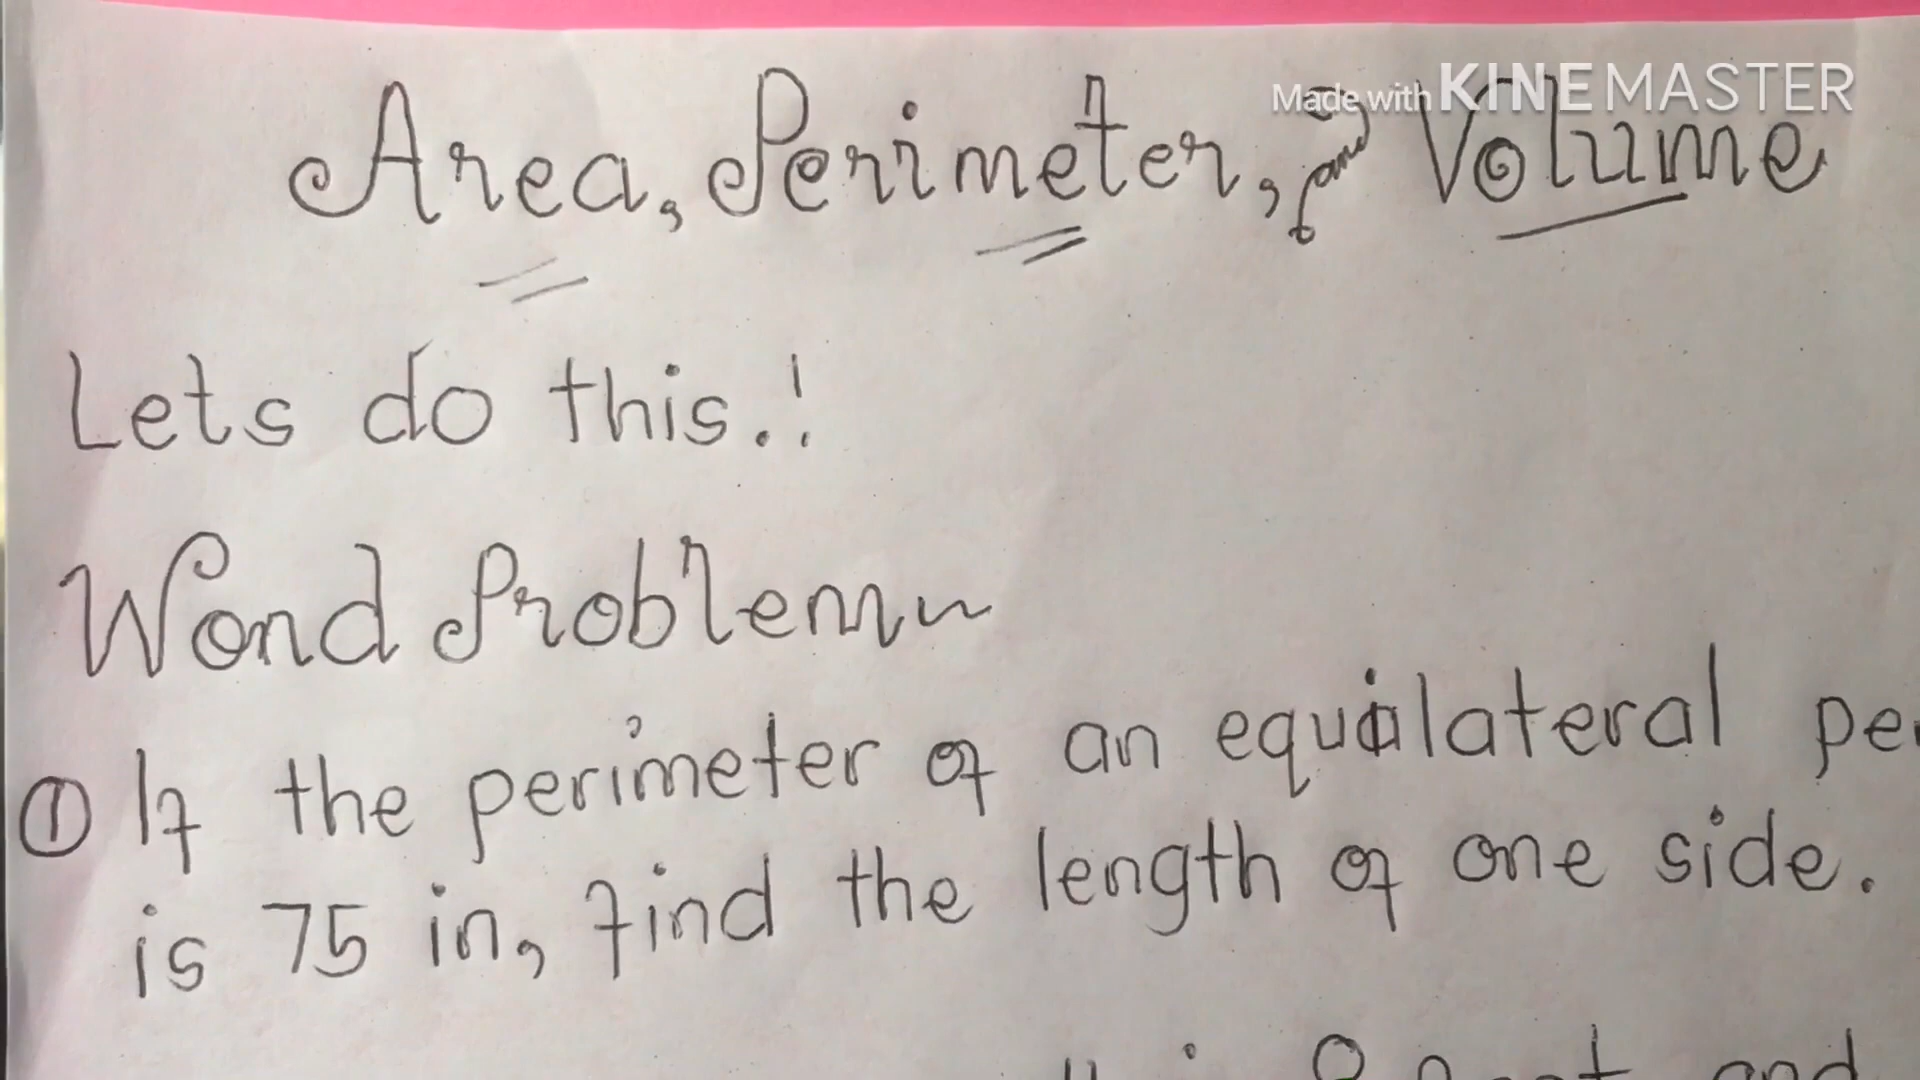 Made with KINEMASTER
Area, Perimeter, and Volume
Lets do this.!
Word Problem
① If the perimeter of an equilateral pe
is 75 in, find the length of one side.